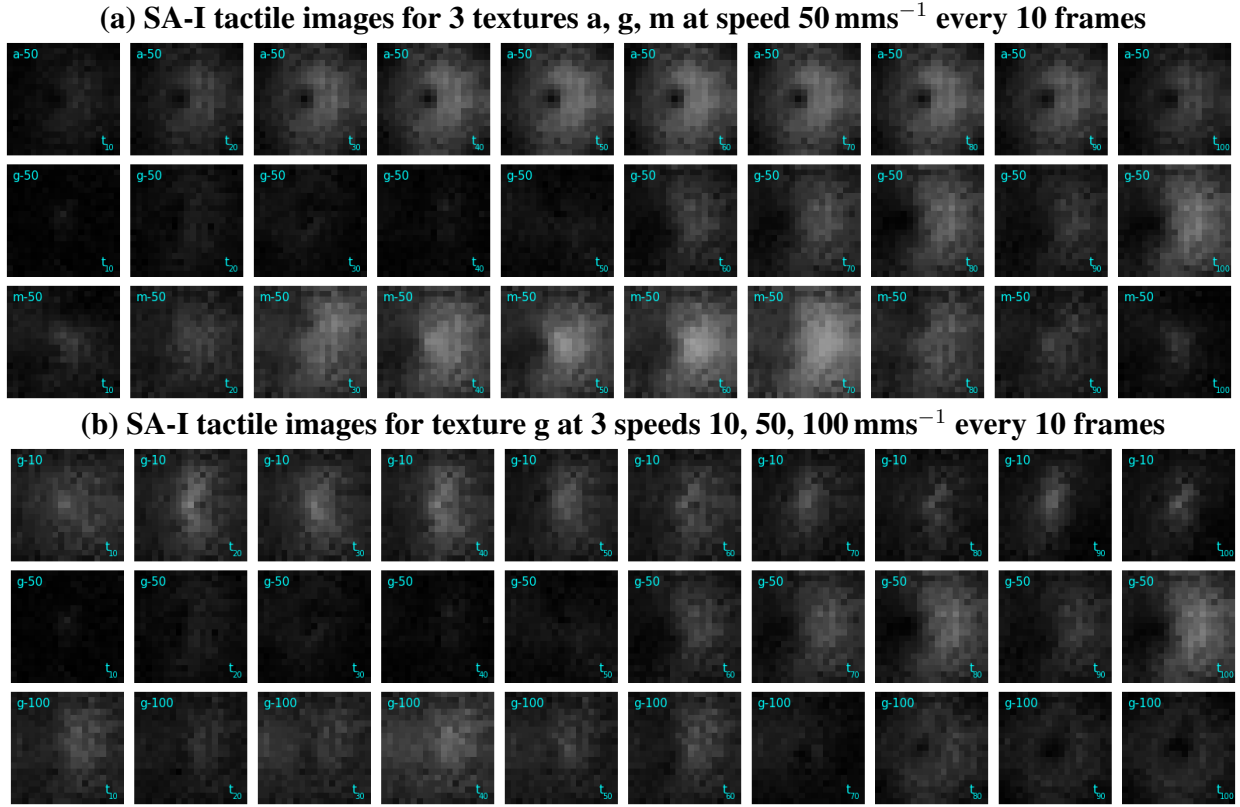 (a) SA-I tactile images for 3 textures a, g, m at speed 50 mms⁻¹ every 10 frames
a-50 a-50 a-50 a-50 a-50 a-50 a-50 a-50 a-50 a-50
t10 t20 t30 t40 t50 t60 t70 t80 t90 t100
g-50 g-50 g-50 g-50 g-50 g-50 g-50 g-50 g-50 g-50
t10 t20 t30 t40 t50 t60 t70 t80 t90 t100
m-50 m-50 m-50 m-50 m-50 m-50 m-50 m-50 m-50 m-50
t10 t20 t30 t40 t50 t60 t70 t80 t90 t100
(b) SA-I tactile images for texture g at 3 speeds 10, 50, 100 mms⁻¹ every 10 frames
g-10 g-10 g-10 g-10 g-10 g-10 g-10 g-10 g-10 g-10
t10 t20 t30 t40 t50 t60 t70 t80 t90 t100
g-50 g-50 g-50 g-50 g-50 g-50 g-50 g-50 g-50 g-50
t10 t20 t30 t40 t50 t60 t70 t80 t90 t100
g-100 g-100 g-100 g-100 g-100 g-100 g-100 g-100 g-100 g-100
t10 t20 t30 t40 t50 t60 t70 t80 t90 t100